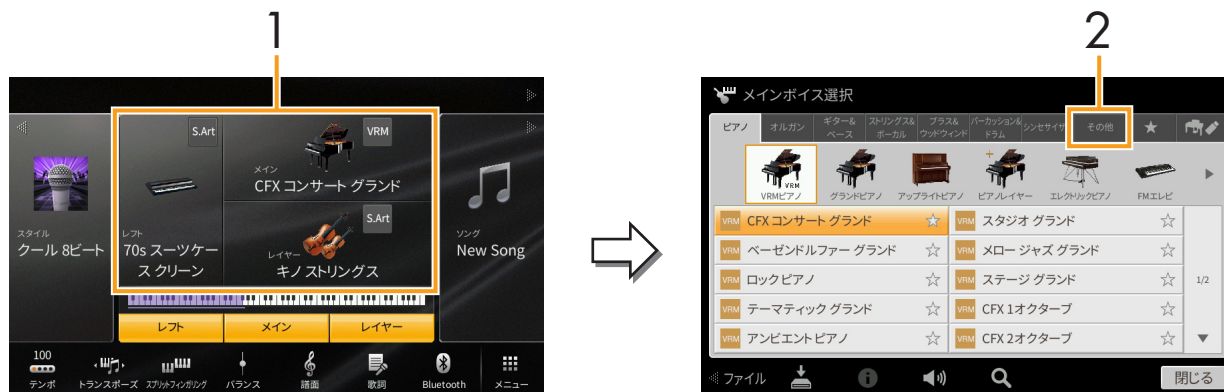 1
S.Art
VRM
メイン
CFX コンサート グランド
スタイル
クール 8ビート
レフト
70s スーツケー
ス クリーン
S.Art
レイヤー
キノ ストリングス
ソング
New Song
レフト
メイン
レイヤー
100
テンポ
トランスポーズ
スプリットフィンガリング
バランス
譜面
歌詞
Bluetooth
メニュー
2
メインボイス選択
ピアノ
オルガン
ギター&
ベース
ストリングス&
ボーカル
ブラス&
ウッドウィンド
パーカッション&
ドラム
シンセサイザー
その他
VRM
VRMピアノ
グランドピアノ
アップライトピアノ
ピアノレイヤー
エレクトリックピアノ
FMエレピ
VRM CFX コンサート グランド
VRM スタジオ グランド
VRM ベーゼンドルファー グランド
VRM メロー ジャズ グランド
VRM ロックピアノ
VRM ステージ グランド
1/2
VRM テーマティック グランド
VRM CFX 1オクターブ
VRM アンビエントピアノ
VRM CFX 2オクターブ
ファイル
閉じる